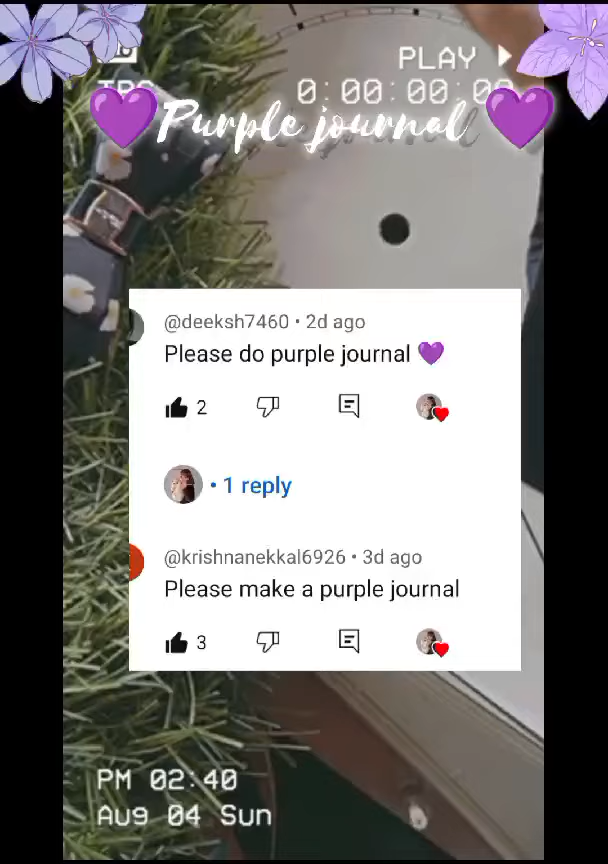 PLAY
0:00:00:00
💜Purple journal💜
@deeksh7460 • 2d ago
Please do purple journal 💜
2
• 1 reply
@krishnanekkal6926 • 3d ago
Please make a purple journal
3
PM 02:40
Aug 04 Sun